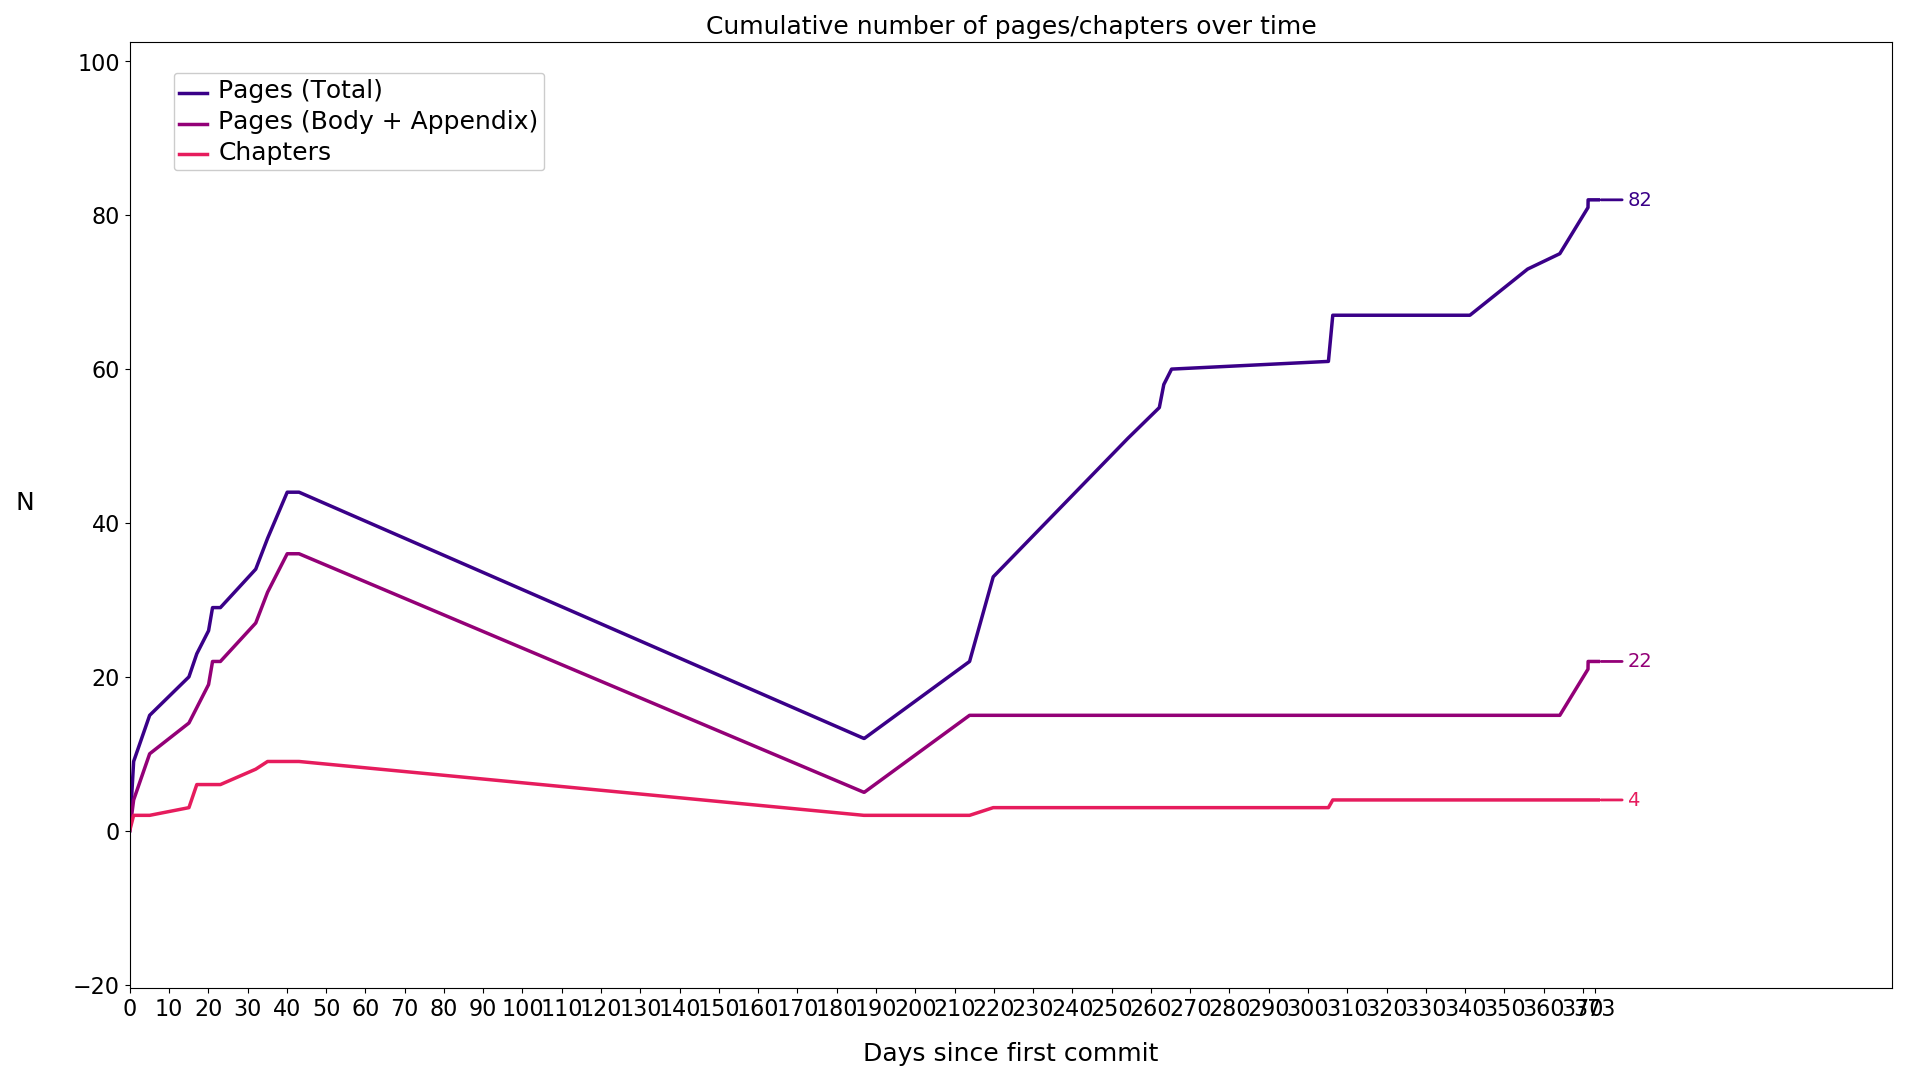 Cumulative number of pages/chapters over time
100
80
60
40
20
0
−20
N
Pages (Total)
Pages (Body + Appendix)
Chapters
82
22
4
0 10 20 30 40 50 60 70 80 90 100 110 120 130 140 150 160 170 180 190 200 210 220 230 240 250 260 270 280 290 300 310 320 330 340 350 360 370 373
Days since first commit